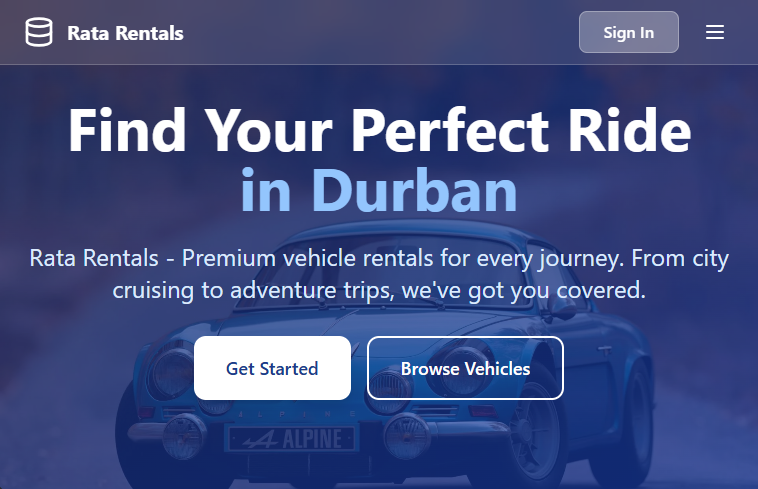 Rata Rentals
Sign In
Find Your Perfect Ride
in Durban
Rata Rentals - Premium vehicle rentals for every journey. From city
cruising to adventure trips, we've got you covered.
Get Started
Browse Vehicles
A L P I N E
ALPINE